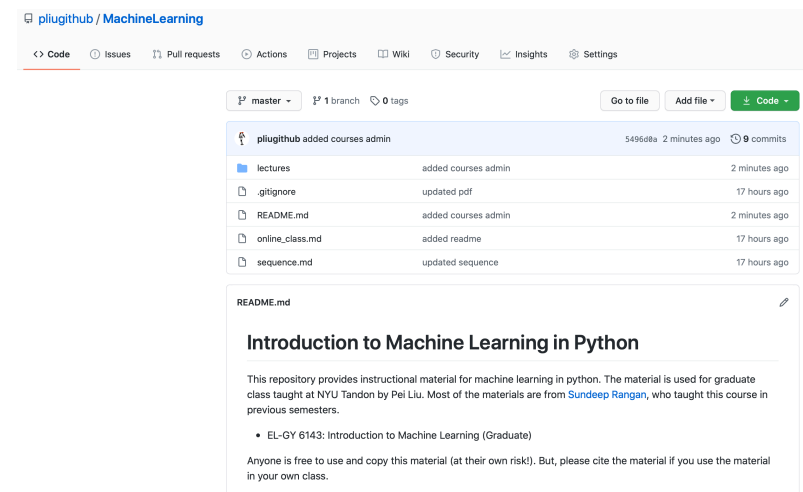 pliugithub / MachineLearning
Code Issues Pull requests Actions Projects Wiki Security Insights Settings
master 1 branch 0 tags Go to file Add file Code
pliugithub added courses admin 5496d0a 2 minutes ago 9 commits
lectures added courses admin 2 minutes ago
.gitignore updated pdf 17 hours ago
README.md added courses admin 2 minutes ago
online_class.md added readme 17 hours ago
sequence.md updated sequence 17 hours ago
README.md
Introduction to Machine Learning in Python
This repository provides instructional material for machine learning in python. The material is used for graduate
class taught at NYU Tandon by Pei Liu. Most of the materials are from Sundeep Rangan, who taught this course in
previous semesters.
• EL-GY 6143: Introduction to Machine Learning (Graduate)
Anyone is free to use and copy this material (at their own risk!). But, please cite the material if you use the material
in your own class.